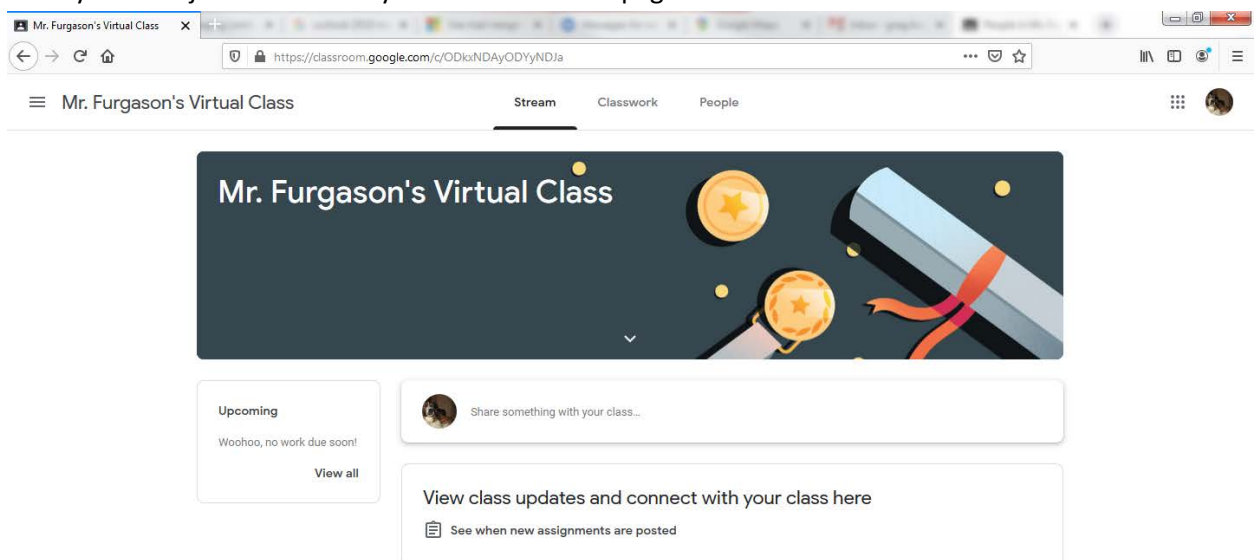 Mr. Furgason's Virtual Class
https://classroom.google.com/c/ODkxNDAyODYyNDJa
Mr. Furgason's Virtual Class
Stream
Classwork
People
Mr. Furgason's Virtual Class
Upcoming
Woohoo, no work due soon!
View all
Share something with your class...
View class updates and connect with your class here
See when new assignments are posted